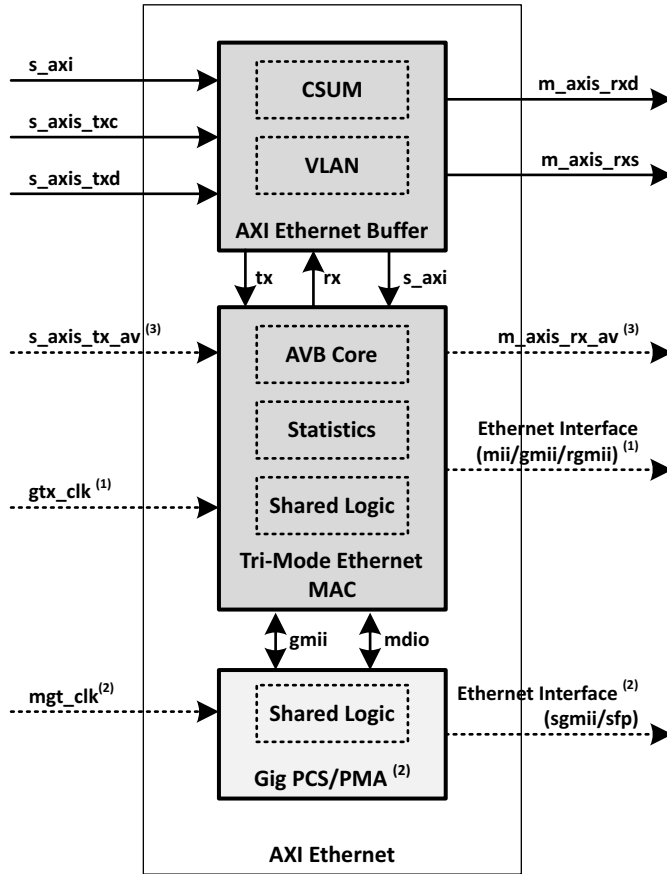 s_axi
CSUM
m_axis_rxd
s_axis_txc
VLAN
m_axis_rxs
s_axis_txd
AXI Ethernet Buffer
tx
rx
s_axi
s_axis_tx_av (3)
AVB Core
m_axis_rx_av (3)
Statistics
Ethernet Interface
(mii/gmii/rgmii) (1)
gtx_clk (1)
Shared Logic
Tri-Mode Ethernet
MAC
gmii
mdio
mgt_clk(2)
Shared Logic
Ethernet Interface (2)
(sgmii/sfp)
Gig PCS/PMA (2)
AXI Ethernet